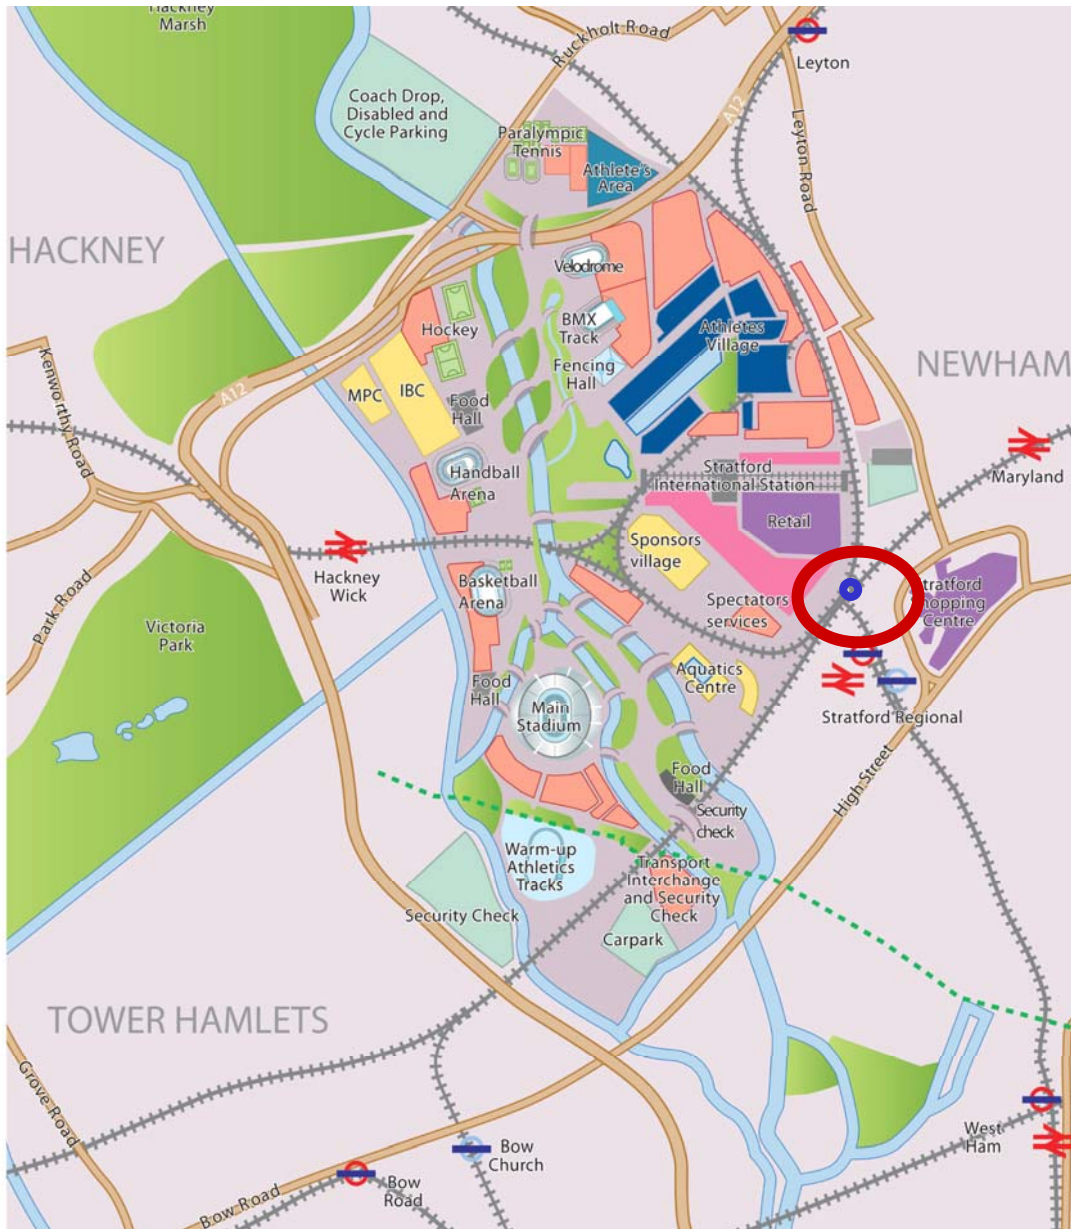 Hackney
Marsh
Ruckholt Road
Leyton
Coach Drop,
Disabled and
Cycle Parking
A12
Leyton Road
Paralympic
Tennis
Athlete's
Area
HACKNEY
Velodrome
BMX
Track
Hockey
Athletes
Village
Fencing
Hall
NEWHAM
Kenworthy Road
A12
MPC
IBC
Food
Hall
Handball
Arena
Stratford
International Station
Maryland
Retail
Sponsors
village
Hackney
Wick
Basketball
Arena
Spectators
services
Stratford
Shopping
Centre
Park Road
Victoria
Park
Food
Hall
Main
Stadium
Aquatics
Centre
Stratford Regional
Food
Hall
High Street
Security
check
Warm-up
Athletics
Tracks
Transport
Interchange
and Security
Check
Security Check
Carpark
TOWER HAMLETS
Grove Road
West
Ham
Bow
Church
Bow
Road
Bow Road